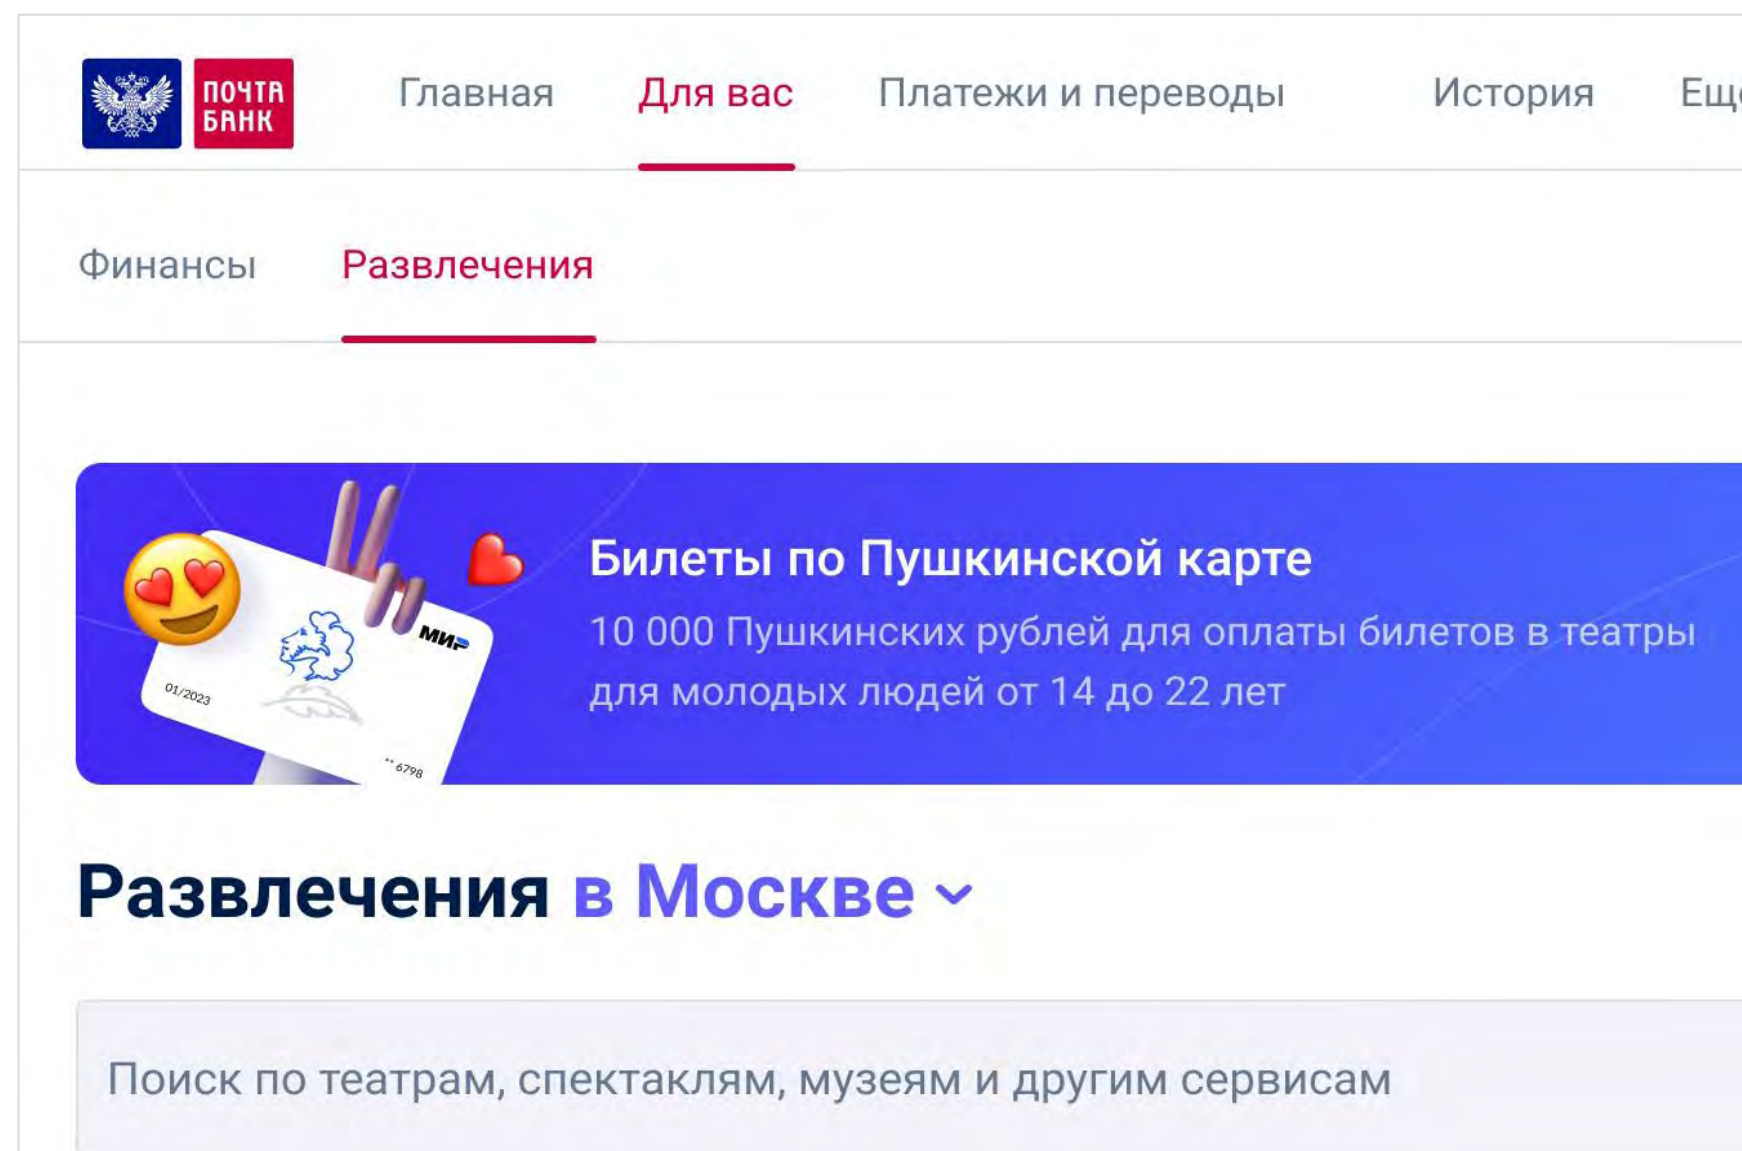 ПОЧТА
БАНК
Главная
Для вас
Платежи и переводы
История
Финансы
Развлечения
Билеты по Пушкинской карте
10 000 Пушкинских рублей для оплаты билетов в театры
для молодых людей от 14 до 22 лет
МИР
01/2023
** 6798
Развлечения в Москве
Поиск по театрам, спектаклям, музеям и другим сервисам